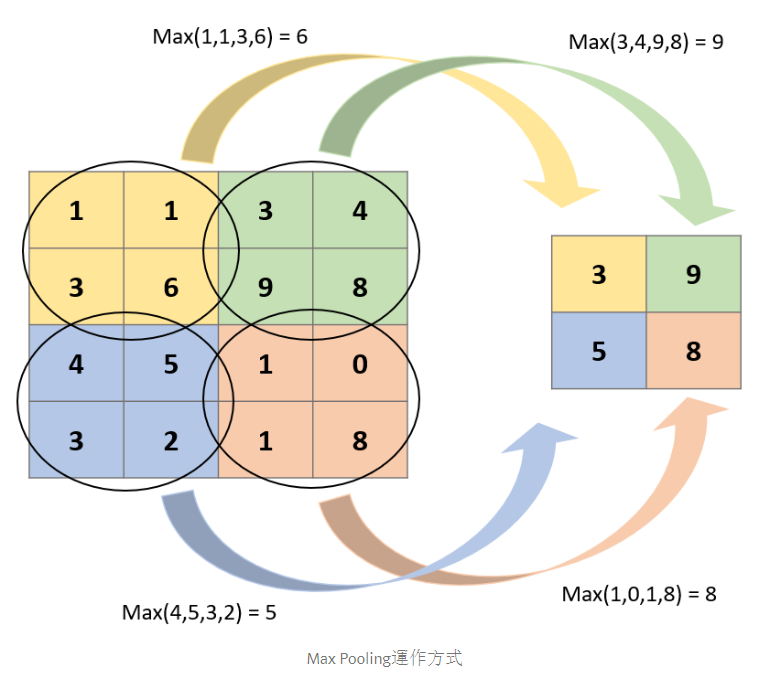 Max(1,1,3,6) = 6
Max(3,4,9,8) = 9
1 1 3 4
3 6 9 8
4 5 1 0
3 2 1 8
3 9
5 8
Max(4,5,3,2) = 5
Max(1,0,1,8) = 8
Max Pooling運作方式